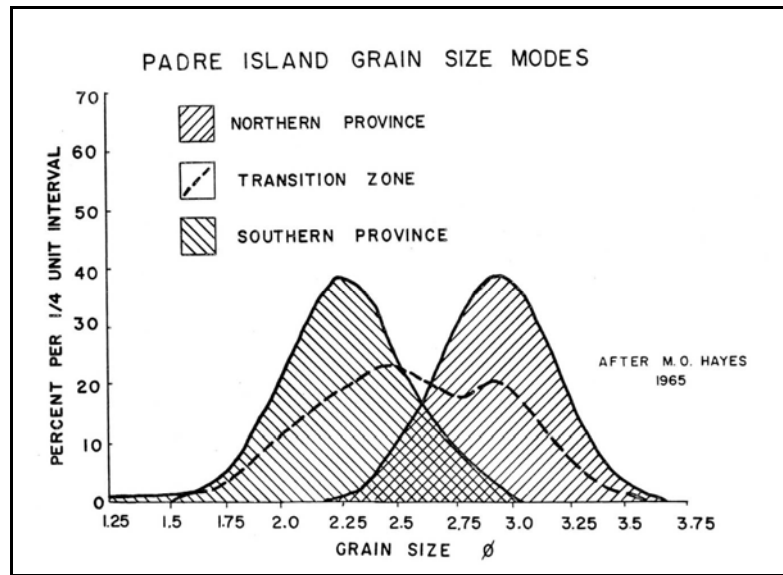 PADRE ISLAND GRAIN SIZE MODES
70
60
50
40
30
20
10
0
PERCENT PER 1/4 UNIT INTERVAL
NORTHERN PROVINCE
TRANSITION ZONE
SOUTHERN PROVINCE
AFTER M.O. HAYES
1965
1.25 1.5 1.75 2.0 2.25 2.5 2.75 3.0 3.25 3.5 3.75
GRAIN SIZE Ø